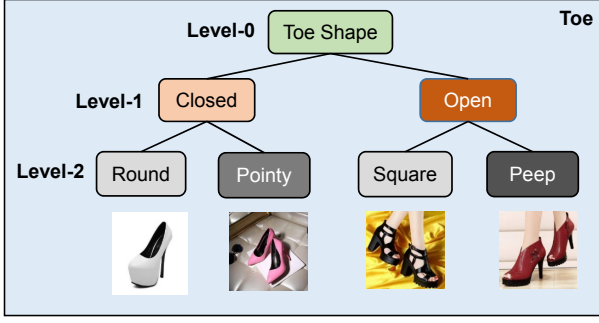 Toe
Level-0 Toe Shape
Level-1 Closed Open
Level-2 Round Pointy Square Peep